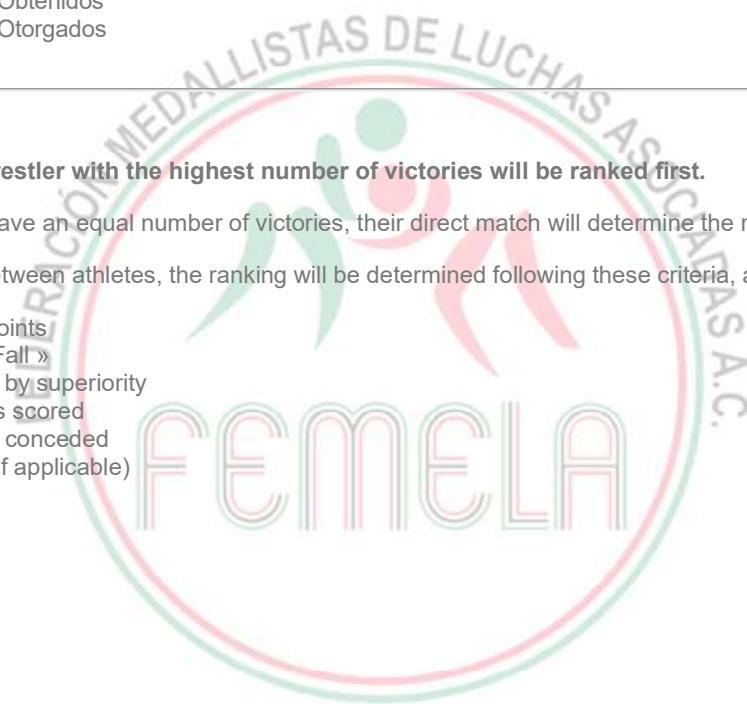 Obtenidos
Otorgados
restler with the highest number of victories will be ranked first.
ave an equal number of victories, their direct match will determine the r
etween athletes, the ranking will be determined following these criteria, a
oints
Fall »
by superiority
s scored
conceded
f applicable)
FEDERACIÓN MEDALLISTAS DE LUCHAS ASOCIADAS A.C.
FEMELA